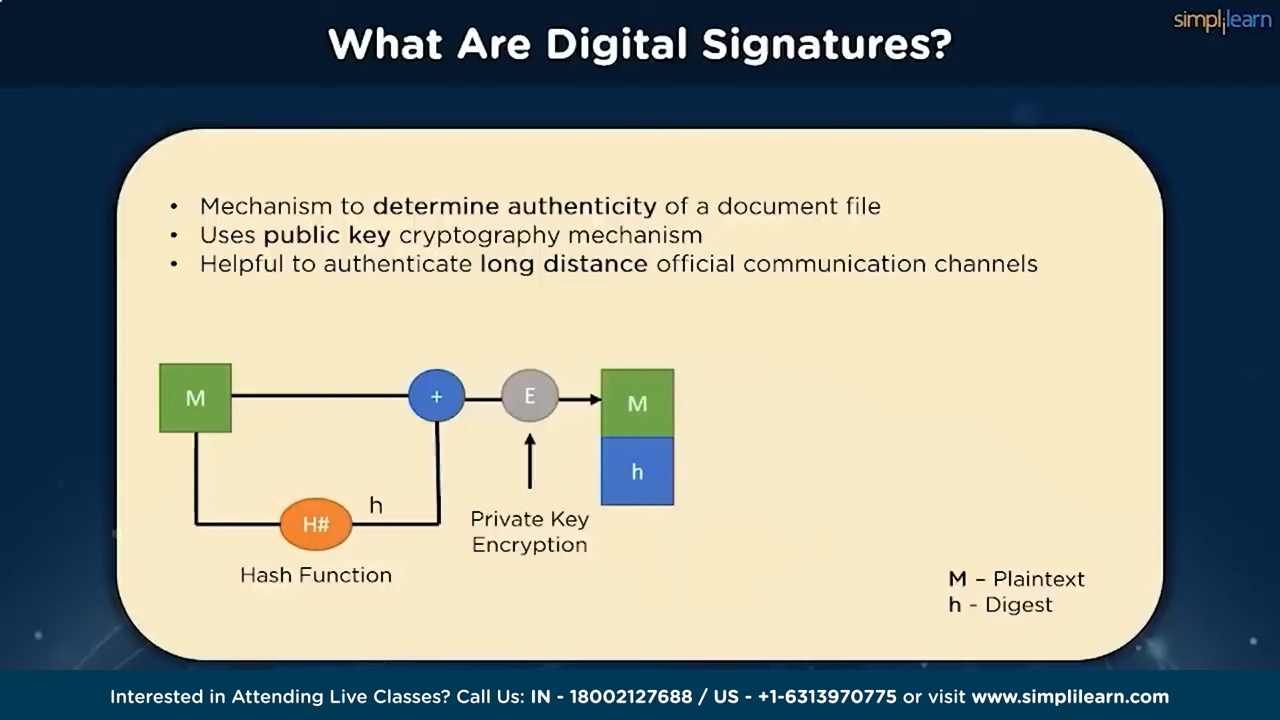 simplilearn
What Are Digital Signatures?
• Mechanism to determine authenticity of a document file
• Uses public key cryptography mechanism
• Helpful to authenticate long distance official communication channels
M
+
E
M
h
h
H#
Hash Function
Private Key
Encryption
M – Plaintext
h - Digest
Interested in Attending Live Classes? Call Us: IN - 18002127688 / US - +1-6313970775 or visit www.simplilearn.com